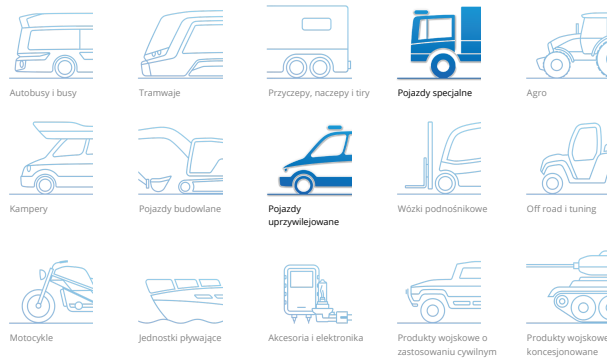 Autobusy i busy
Tramwaje
Przyczepy, naczepy i tiry
Pojazdy specjalne
Agro
Kampery
Pojazdy budowlane
Pojazdy
uprzywilejowane
Wózki podnośnikowe
Off road i tuning
Motocykle
Jednostki pływające
Akcesoria i elektronika
Produkty wojskowe o
zastosowaniu cywilnym
Produkty wojskowe
koncesjonowane